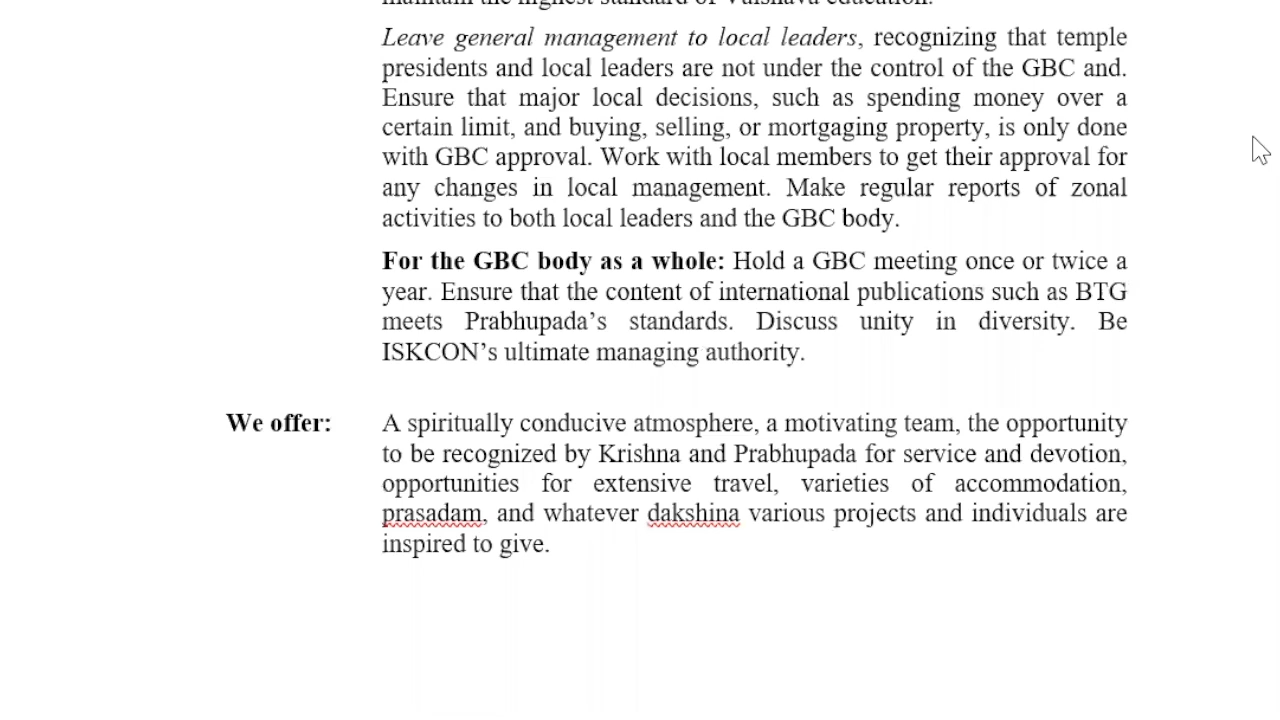 maintain the highest standard of Vaishnava education.
Leave general management to local leaders, recognizing that temple
presidents and local leaders are not under the control of the GBC and.
Ensure that major local decisions, such as spending money over a
certain limit, and buying, selling, or mortgaging property, is only done
with GBC approval. Work with local members to get their approval for
any changes in local management. Make regular reports of zonal
activities to both local leaders and the GBC body.
For the GBC body as a whole: Hold a GBC meeting once or twice a
year. Ensure that the content of international publications such as BTG
meets Prabhupada’s standards. Discuss unity in diversity. Be
ISKCON’s ultimate managing authority.
We offer: A spiritually conducive atmosphere, a motivating team, the opportunity
to be recognized by Krishna and Prabhupada for service and devotion,
opportunities for extensive travel, varieties of accommodation,
prasadam, and whatever dakshina various projects and individuals are
inspired to give.